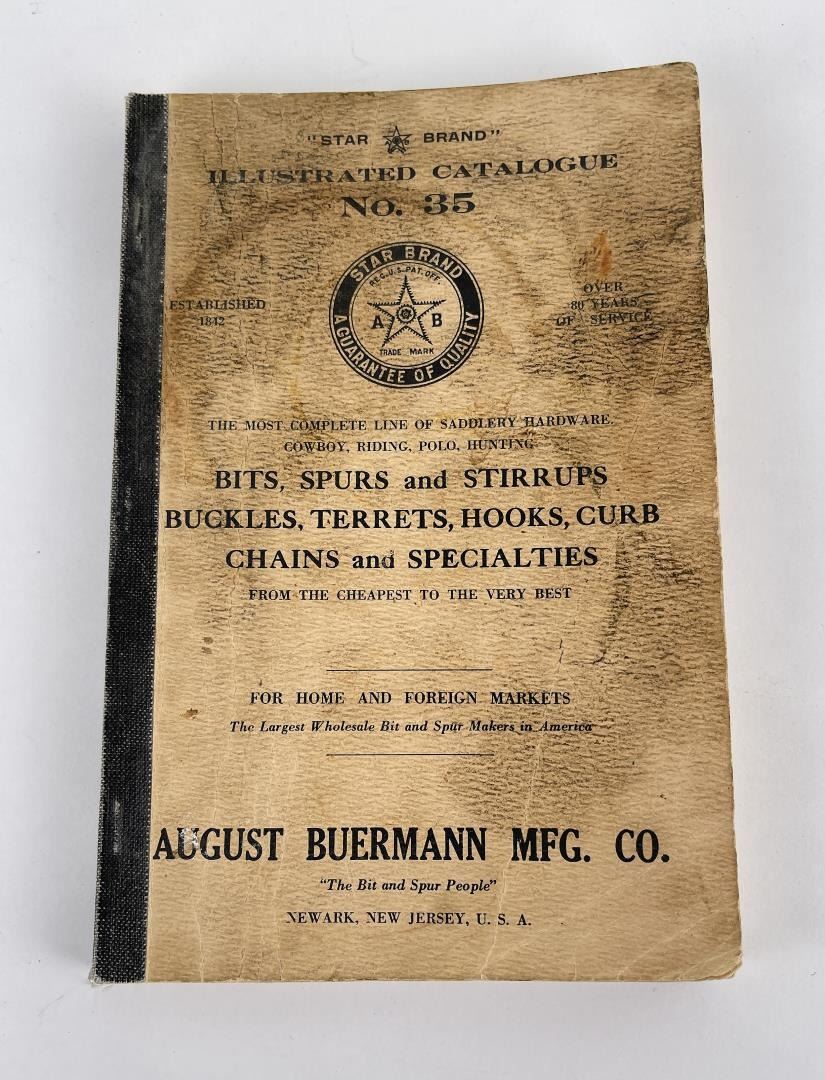 "STAR BRAND"
ILLUSTRATED CATALOGUE
No. 35
STAR BRAND
REG. U.S. PAT. OFF.
A B
TRADE MARK
A GUARANTEE OF QUALITY
ESTABLISHED
1842
OVER
80 YEARS
OF SERVICE
THE MOST COMPLETE LINE OF SADDLERY HARDWARE.
COWBOY, RIDING, POLO, HUNTING
BITS, SPURS and STIRRUPS
BUCKLES, TERRETS, HOOKS, CURB
CHAINS and SPECIALTIES
FROM THE CHEAPEST TO THE VERY BEST
FOR HOME AND FOREIGN MARKETS
The Largest Wholesale Bit and Spur Makers in America
AUGUST BUERMANN MFG. CO.
"The Bit and Spur People"
NEWARK, NEW JERSEY, U. S. A.